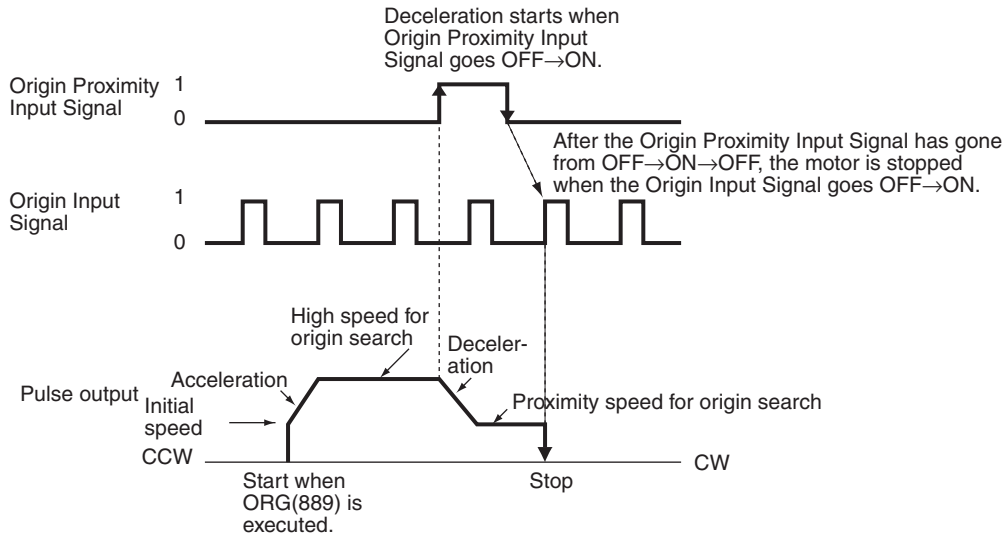 Deceleration starts when
Origin Proximity Input
Signal goes OFF→ON.
Origin Proximity
Input Signal
1
0
After the Origin Proximity Input Signal has gone
from OFF→ON→OFF, the motor is stopped
when the Origin Input Signal goes OFF→ON.
Origin Input
Signal
1
0
High speed for
origin search
Deceler-
ation
Acceleration
Pulse output
Initial
speed
Proximity speed for origin search
CCW
CW
Start when
ORG(889) is
executed.
Stop